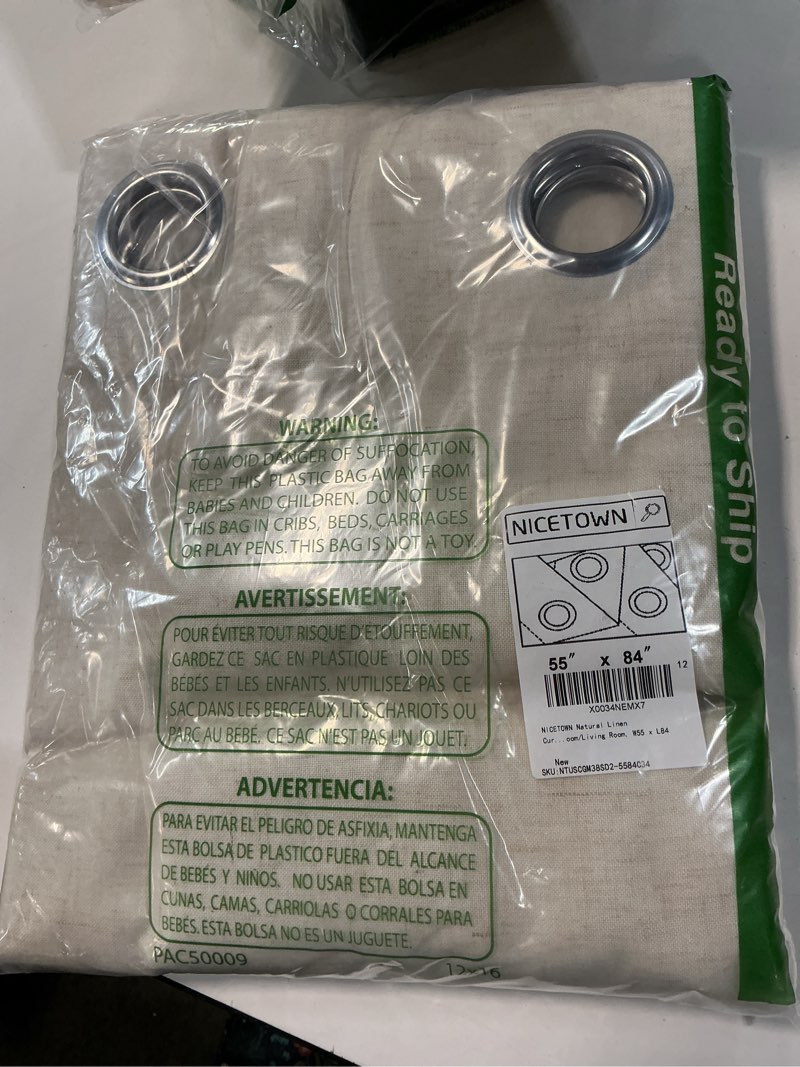 WARNING:
TO AVOID DANGER OF SUFFOCATION,
KEEP THIS PLASTIC BAG AWAY FROM
BABIES AND CHILDREN. DO NOT USE
THIS BAG IN CRIBS, BEDS, CARRIAGES
OR PLAY PENS. THIS BAG IS NOT A TOY.
AVERTISSEMENT:
POUR ÉVITER TOUT RISQUE D'ETOUFFEMENT,
GARDEZ CE SAC EN PLASTIQUE LOIN DES
BÉBÉS ET LES ENFANTS. N'UTILISEZ PAS CE
SAC DANS LES BERCEAUX, LITS, CHARIOTS OU
PARC AU BÉBÉ. CE SAC N'EST PAS UN JOUET.
ADVERTENCIA:
PARA EVITAR EL PELIGRO DE ASFIXIA, MANTENGA
ESTA BOLSA DE PLASTICO FUERA DEL ALCANCE
DE BEBÉS Y NIÑOS. NO USAR ESTA BOLSA EN
CUNAS, CAMAS, CARRIOLAS O CORRALES PARA
BEBÉS. ESTA BOLSA NO ES UN JUGUETE.
PAC50009
12x16
Ready to Ship
NICETOWN
55" x 84"
12
X0034NEMX7
NICETOWN Natural Linen
Cur...oom/Living Room, W55 x L84
New
SKU:NTUSCGM38SD2-5584C34